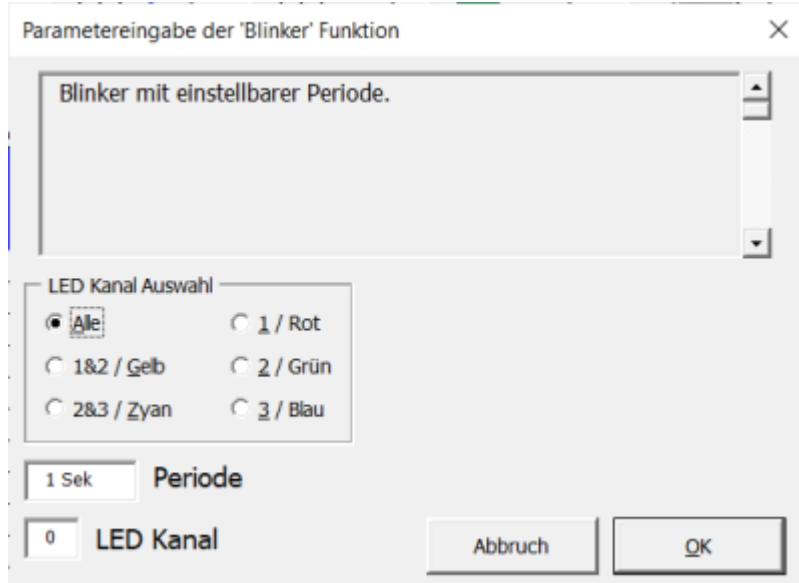 Parametereingabe der 'Blinker' Funktion
Blinker mit einstellbarer Periode.
LED Kanal Auswahl
Alle 1 / Rot
1&2 / Gelb 2 / Grün
2&3 / Zyan 3 / Blau
1 Sek Periode
0 LED Kanal
Abbruch OK